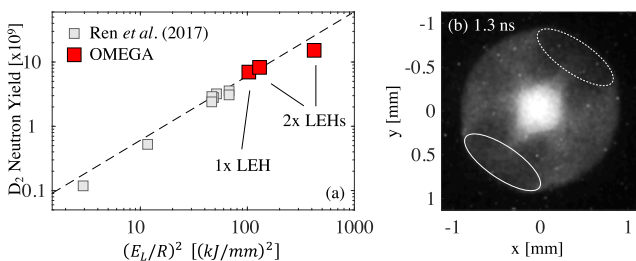 Ren et al. (2017)
OMEGA
D₂ Neutron Yield [x10⁹]
10
1
0.1
1x LEH
2x LEHs
(a)
10
100
1000
(E_L/R)² [(kJ/mm)²]
(b) 1.3 ns
y [mm]
-1
-0.5
0
0.5
1
-1
0
1
x [mm]